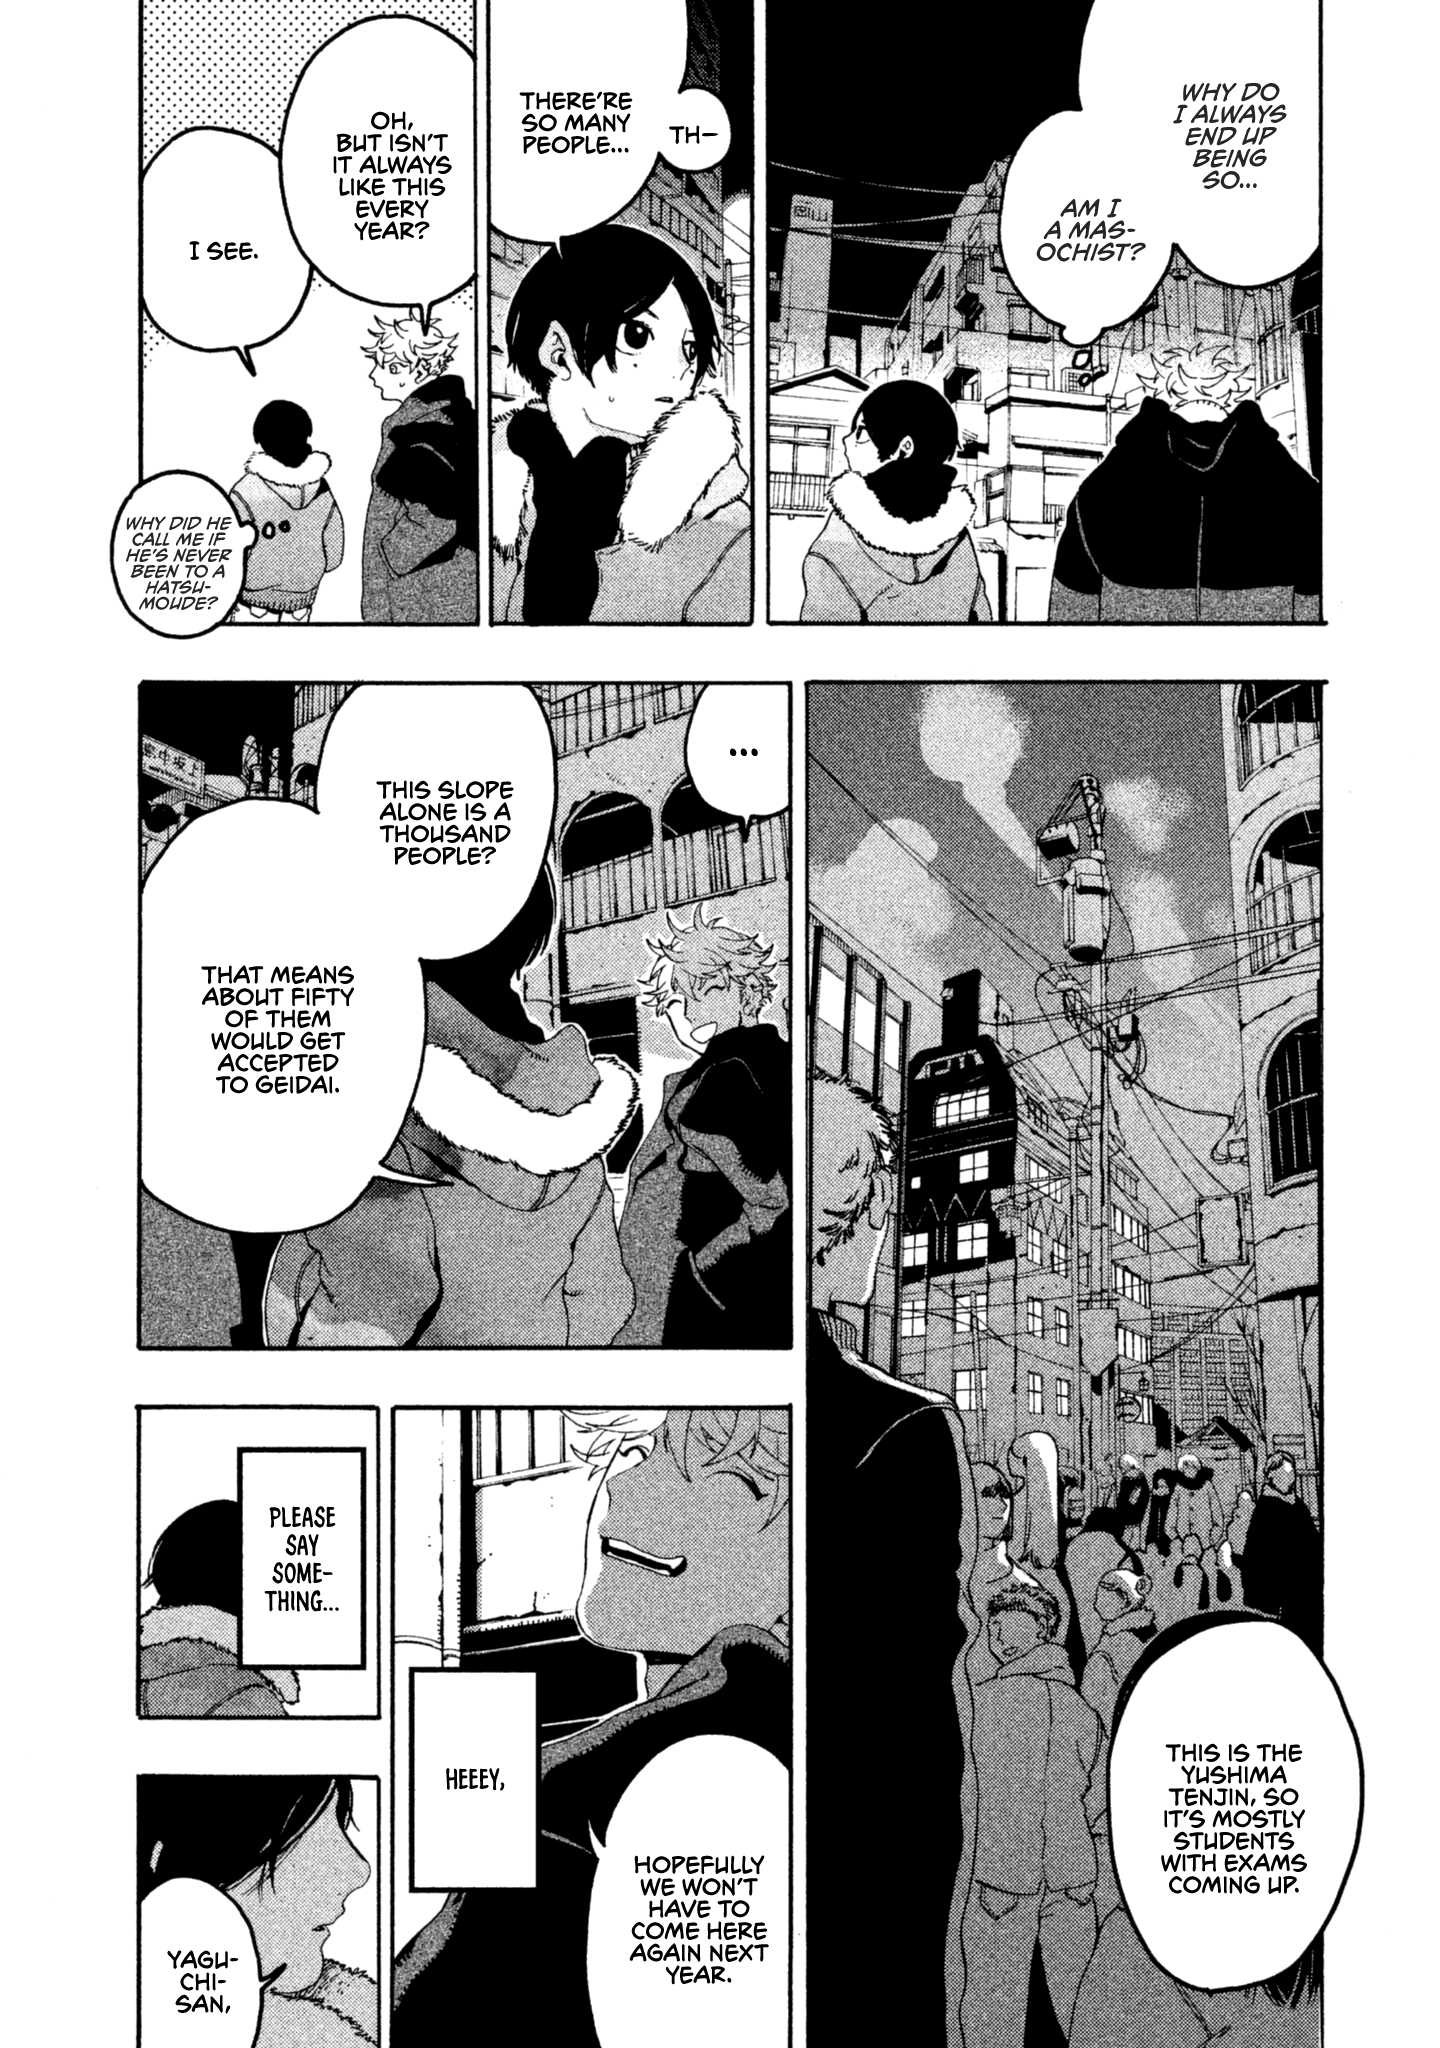 WHY DO
I ALWAYS
END UP
BEING
SO...
AM I
A MAS-
OCHIST?
TH-
THERE'RE
SO MANY
PEOPLE...
OH,
BUT ISN'T
IT ALWAYS
LIKE THIS
EVERY
YEAR?
I SEE.
WHY DID HE
CALL ME IF
HE'S NEVER
BEEN TO A
HATSU-
MOUDE?
THIS IS THE
YUSHIMA
TENJIN, SO
IT'S MOSTLY
STUDENTS
WITH EXAMS
COMING UP.
...
THIS SLOPE
ALONE IS A
THOUSAND
PEOPLE?
THAT MEANS
ABOUT FIFTY
OF THEM
WOULD GET
ACCEPTED
TO GEIDAI.
HOPEFULLY
WE WON'T
HAVE TO
COME HERE
AGAIN NEXT
YEAR.
HEEEY,
PLEASE
SAY
SOME-
THING...
YAGU-
CHI-
SAN,